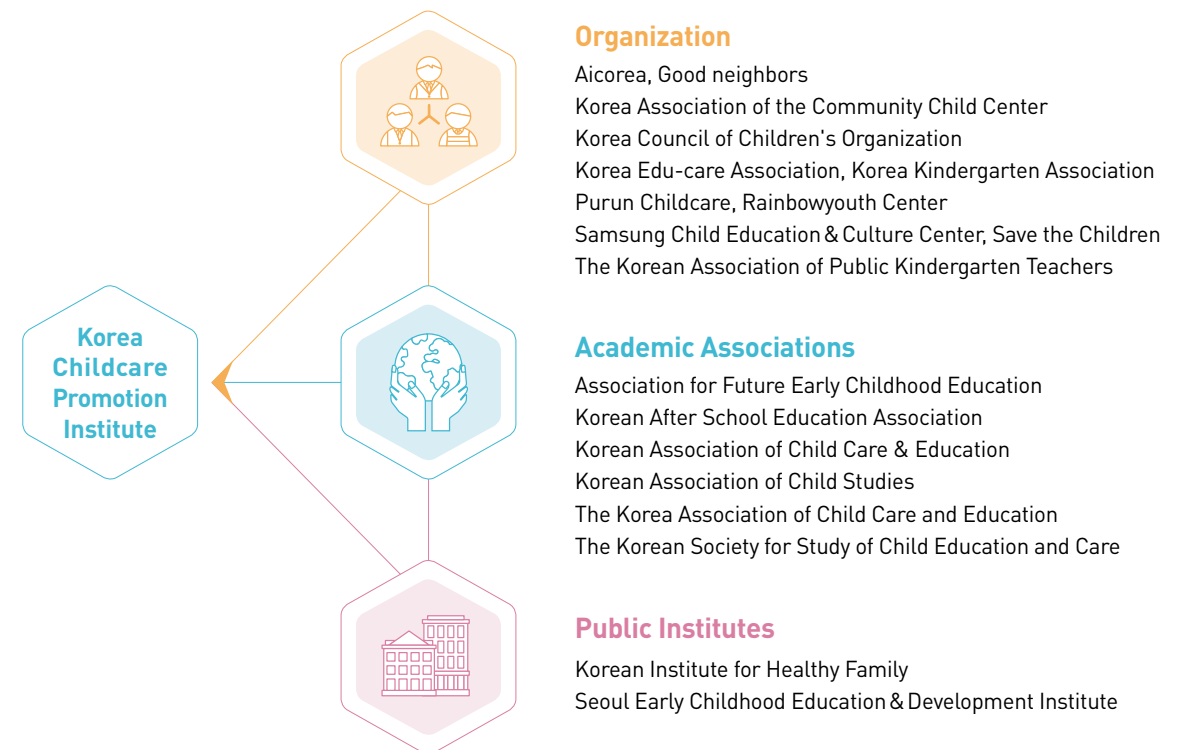 Korea
Childcare
Promotion
Institute
Organization
Aicorea, Good neighbors
Korea Association of the Community Child Center
Korea Council of Children's Organization
Korea Edu-care Association, Korea Kindergarten Association
Purun Childcare, Rainbowyouth Center
Samsung Child Education & Culture Center, Save the Children
The Korean Association of Public Kindergarten Teachers
Academic Associations
Association for Future Early Childhood Education
Korean After School Education Association
Korean Association of Child Care & Education
Korean Association of Child Studies
The Korea Association of Child Care and Education
The Korean Society for Study of Child Education and Care
Public Institutes
Korean Institute for Healthy Family
Seoul Early Childhood Education & Development Institute